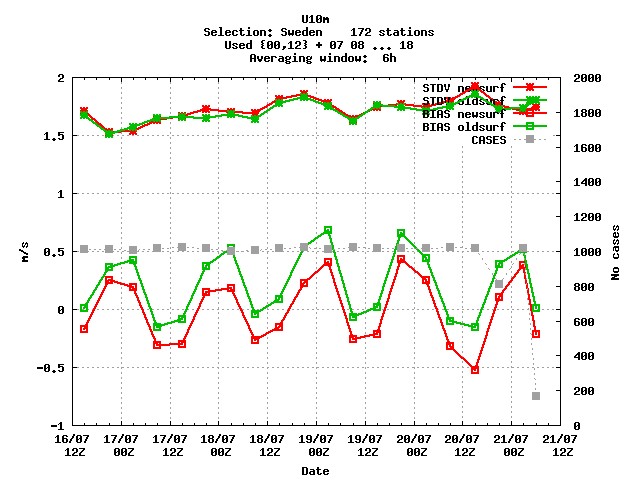 U10m
Selection: Sweden    172 stations
Used {00,12} + 07 08 ... 18
Averaging window:  6h
2
1.5
1
0.5
0
-0.5
-1
m/s
2000
1800
1600
1400
1200
1000
800
600
400
200
0
No cases
STDV newsurf
STDV oldsurf
BIAS newsurf
BIAS oldsurf
CASES
16/07 17/07 17/07 18/07 18/07 19/07 19/07 20/07 20/07 21/07 21/07
12Z 00Z 12Z 00Z 12Z 00Z 12Z 00Z 12Z 00Z 12Z
Date